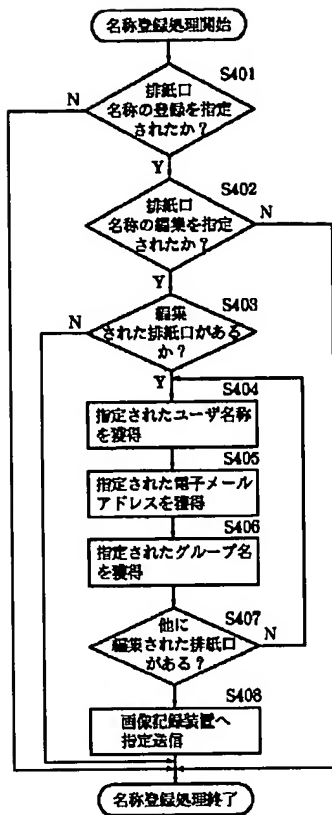 名称登録処理開始
S401
N
排紙口
名称の登録を指定
されたか？
Y
S402
排紙口
名称の編集を指定
されたか？
N
Y
S403
N
編集
された排紙口がある
か？
Y
S404
指定されたユーザ名称
を獲得
S405
指定された電子メール
アドレスを獲得
S406
指定されたグループ名
を獲得
S407
他に
編集された排紙口
がある？
N
S408
画像記録装置へ
指定送信
名称登録処理終了